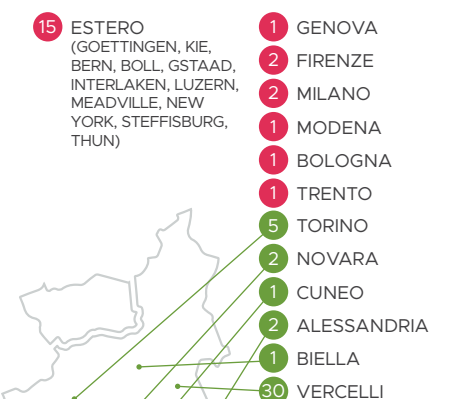 15 ESTERO
(GOETTINGEN, KIE,
BERN, BOLL, GSTAAD,
INTERLAKEN, LUZERN,
MEADVILLE, NEW
YORK, STEFFISBURG,
THUN)
1 GENOVA
2 FIRENZE
2 MILANO
1 MODENA
1 BOLOGNA
1 TRENTO
5 TORINO
2 NOVARA
1 CUNEO
2 ALESSANDRIA
1 BIELLA
30 VERCELLI